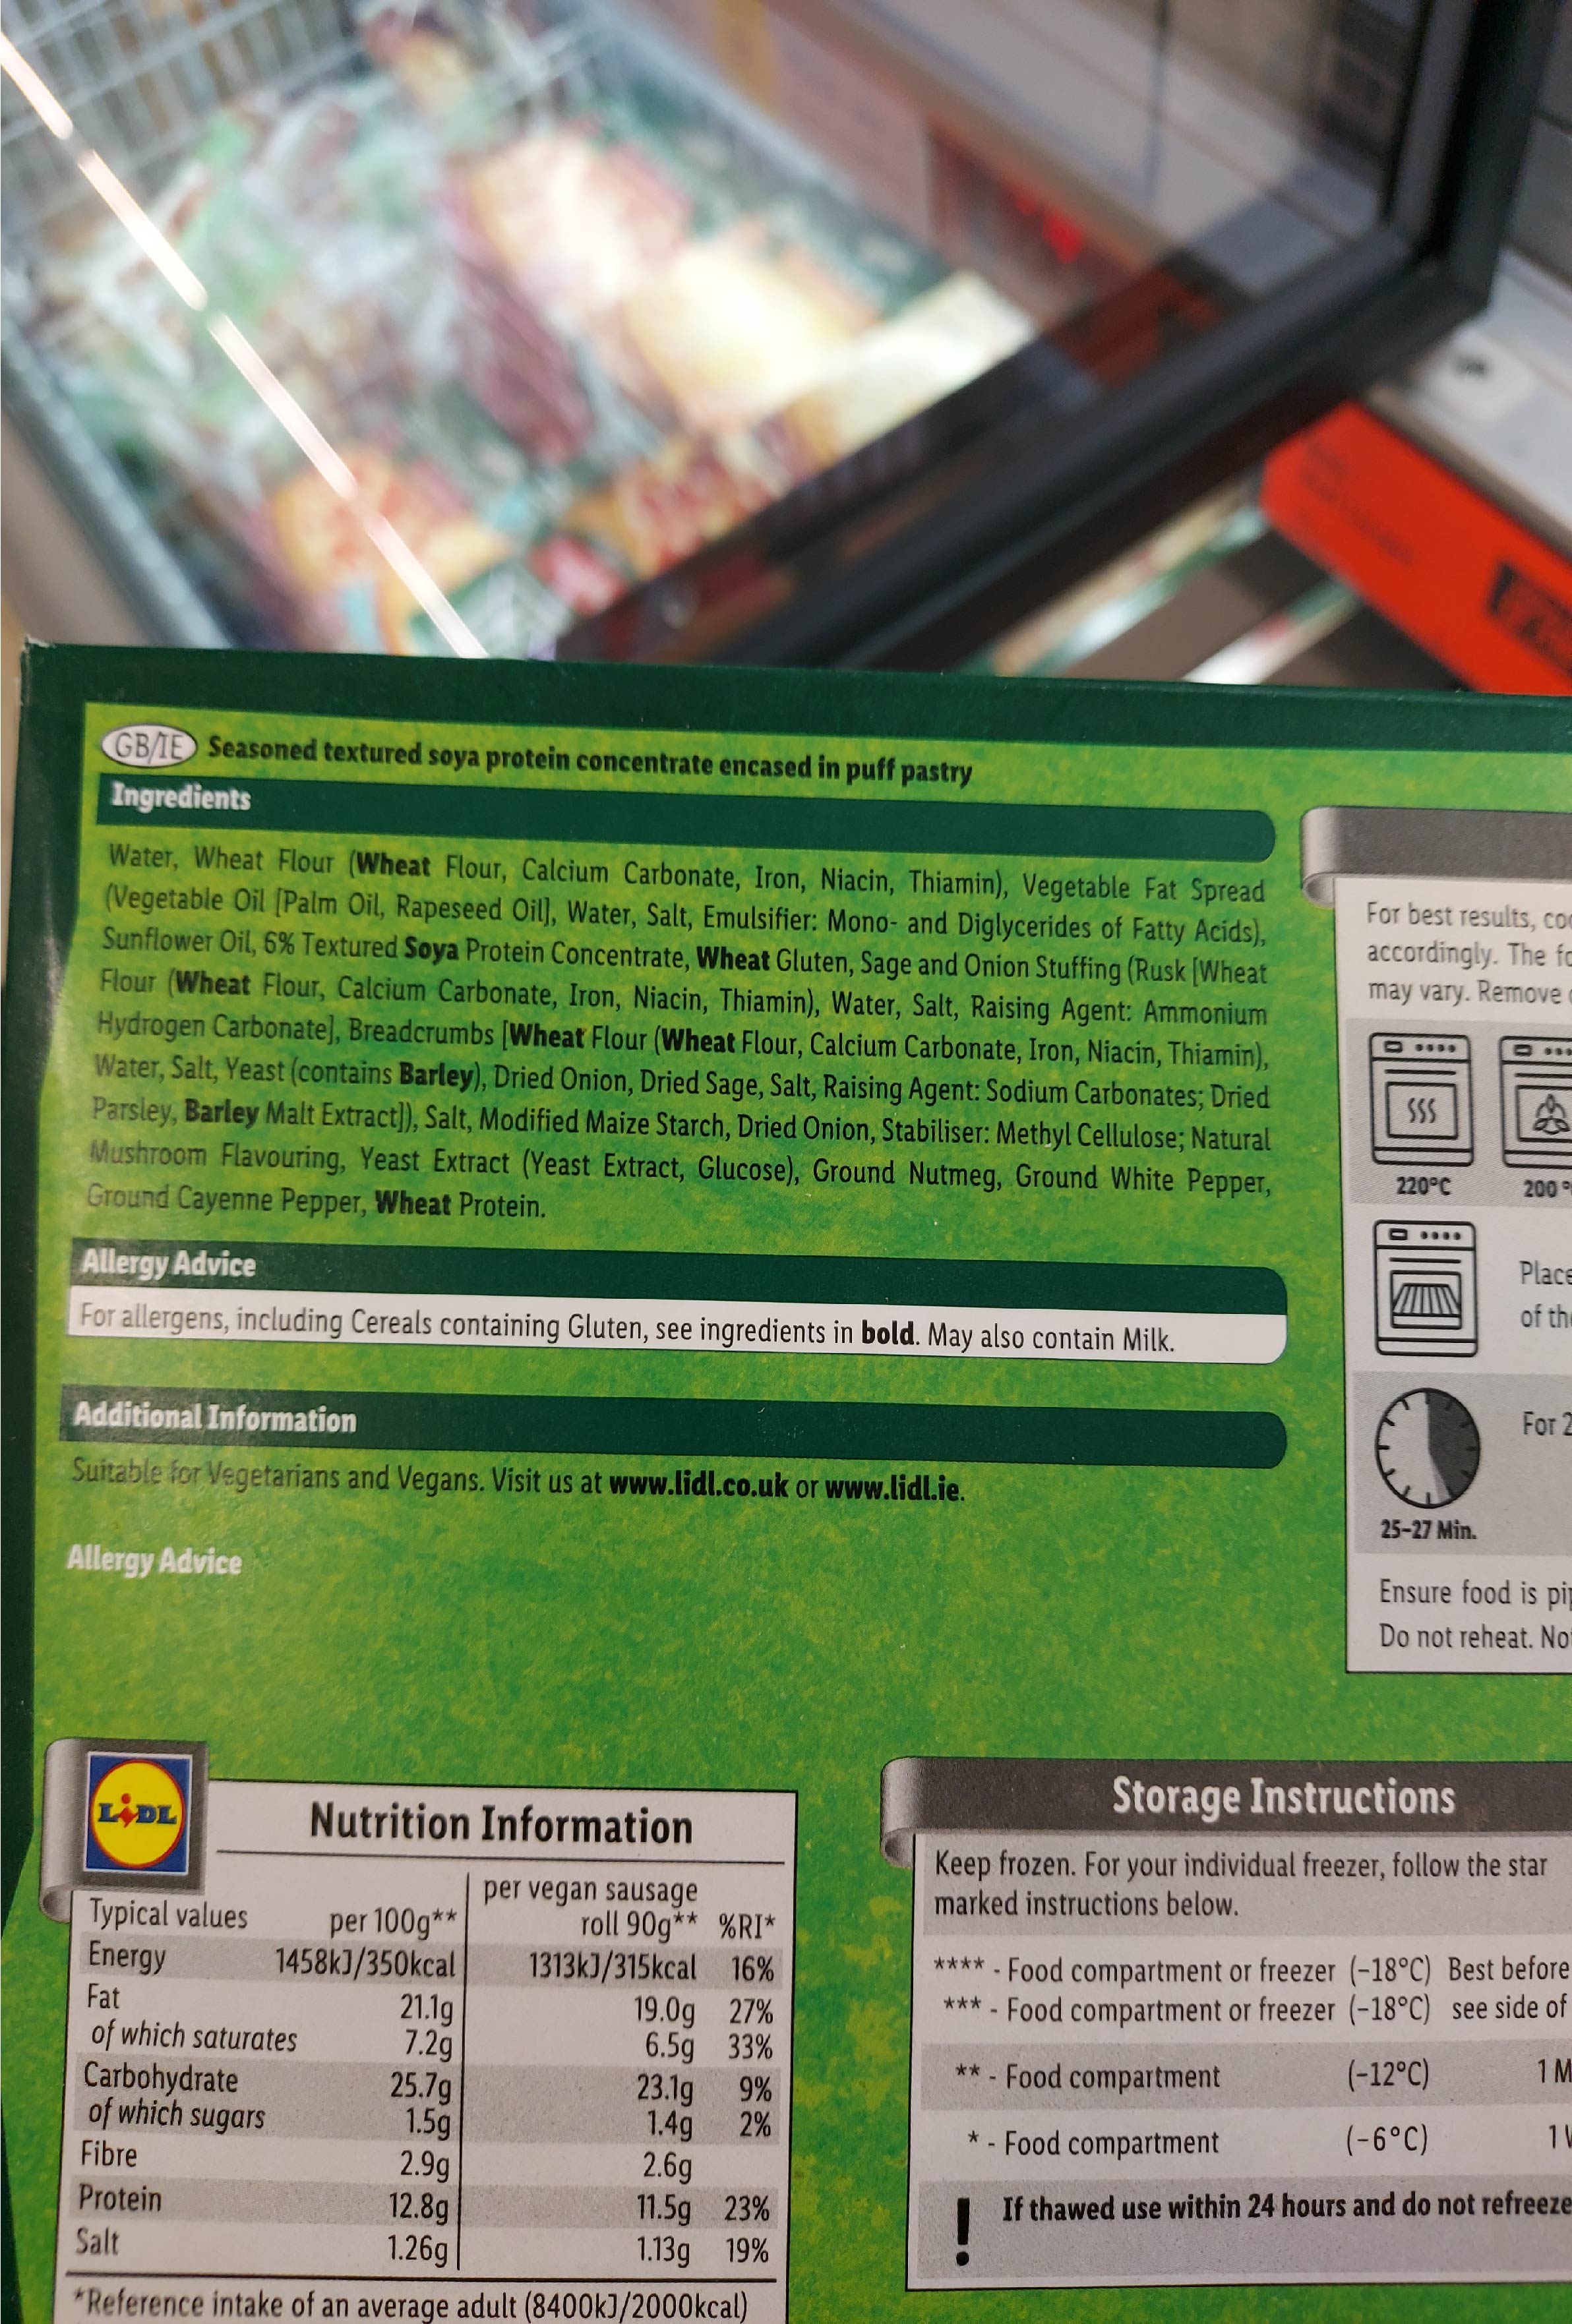 GB/IE Seasoned textured soya protein concentrate encased in puff pastry
Ingredients
Water, Wheat Flour (Wheat Flour, Calcium Carbonate, Iron, Niacin, Thiamin), Vegetable Fat Spread
(Vegetable Oil [Palm Oil, Rapeseed Oil], Water, Salt, Emulsifier: Mono- and Diglycerides of Fatty Acids),
Sunflower Oil, 6% Textured Soya Protein Concentrate, Wheat Gluten, Sage and Onion Stuffing (Rusk [Wheat
Flour (Wheat Flour, Calcium Carbonate, Iron, Niacin, Thiamin), Water, Salt, Raising Agent: Ammonium
Hydrogen Carbonate], Breadcrumbs [Wheat Flour (Wheat Flour, Calcium Carbonate, Iron, Niacin, Thiamin),
Water, Salt, Yeast (contains Barley), Dried Onion, Dried Sage, Salt, Raising Agent: Sodium Carbonates; Dried
Parsley, Barley Malt Extract]), Salt, Modified Maize Starch, Dried Onion, Stabiliser: Methyl Cellulose; Natural
Mushroom Flavouring, Yeast Extract (Yeast Extract, Glucose), Ground Nutmeg, Ground White Pepper,
Ground Cayenne Pepper, Wheat Protein.
Allergy Advice
For allergens, including Cereals containing Gluten, see ingredients in bold. May also contain Milk.
Additional Information
Suitable for Vegetarians and Vegans. Visit us at www.lidl.co.uk or www.lidl.ie.
Allergy Advice
For best results, co
accordingly. The fo
may vary. Remove
220°C 200°
Place
of the
For 2
25-27 Min.
Ensure food is pi
Do not reheat. No
LiDL
Nutrition Information
Typical values per 100g** per vegan sausage roll 90g** %RI*
Energy 1458kJ/350kcal 1313kJ/315kcal 16%
Fat 21.1g 19.0g 27%
of which saturates 7.2g 6.5g 33%
Carbohydrate 25.7g 23.1g 9%
of which sugars 1.5g 1.4g 2%
Fibre 2.9g 2.6g
Protein 12.8g 11.5g 23%
Salt 1.26g 1.13g 19%
*Reference intake of an average adult (8400kJ/2000kcal)
Storage Instructions
Keep frozen. For your individual freezer, follow the star
marked instructions below.
**** - Food compartment or freezer (-18°C) Best before
*** - Food compartment or freezer (-18°C) see side of
** - Food compartment (-12°C) 1 M
* - Food compartment (-6°C) 1
! If thawed use within 24 hours and do not refreeze